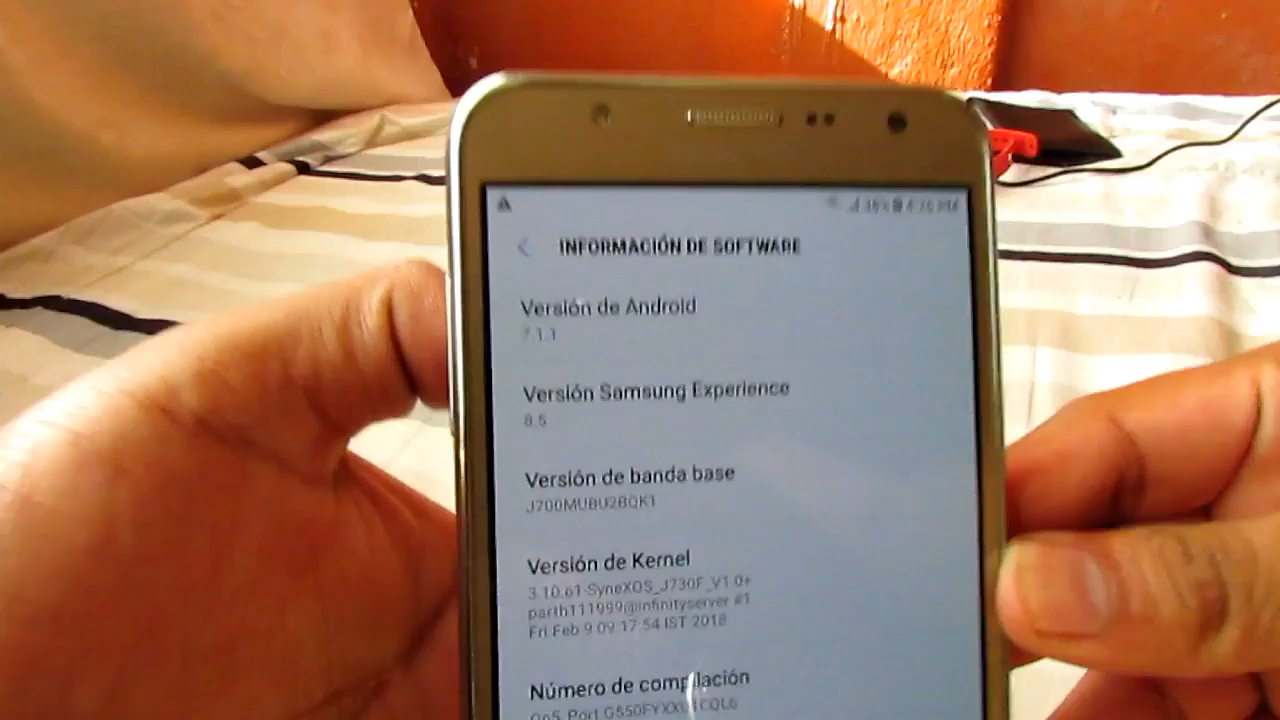 INFORMACIÓN DE SOFTWARE
Versión de Android
7.1.1
Versión Samsung Experience
8.5
Versión de banda base
J700MUBU2BQK1
Versión de Kernel
3.10.61-SyneXOS_J730F_V1.0+
parth111999@infinityserver #1
Fri Feb 9 09:17:54 IST 2018
Número de compilación